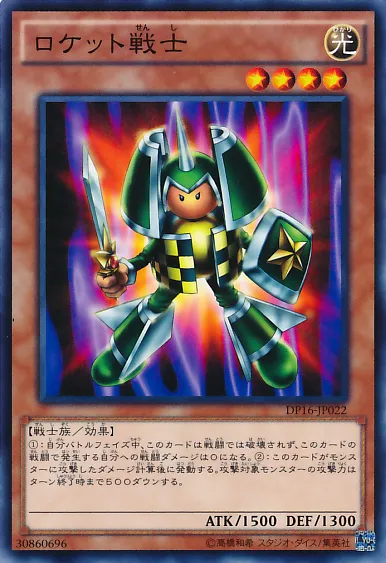 ロケット戦士
光
DP16-JP022
【戦士族／効果】
①：自分バトルフェイズ中、このカードは戦闘では破壊されず、このカードの
戦闘で発生する自分への戦闘ダメージは０になる。②：このカードがモン
スターに攻撃したダメージ計算後に発動する。攻撃対象モンスターの攻撃力は
ターン終了時まで５００ダウンする。
ATK/1500 DEF/1300
30860696
©高橋和希 スタジオ・ダイス/集英社